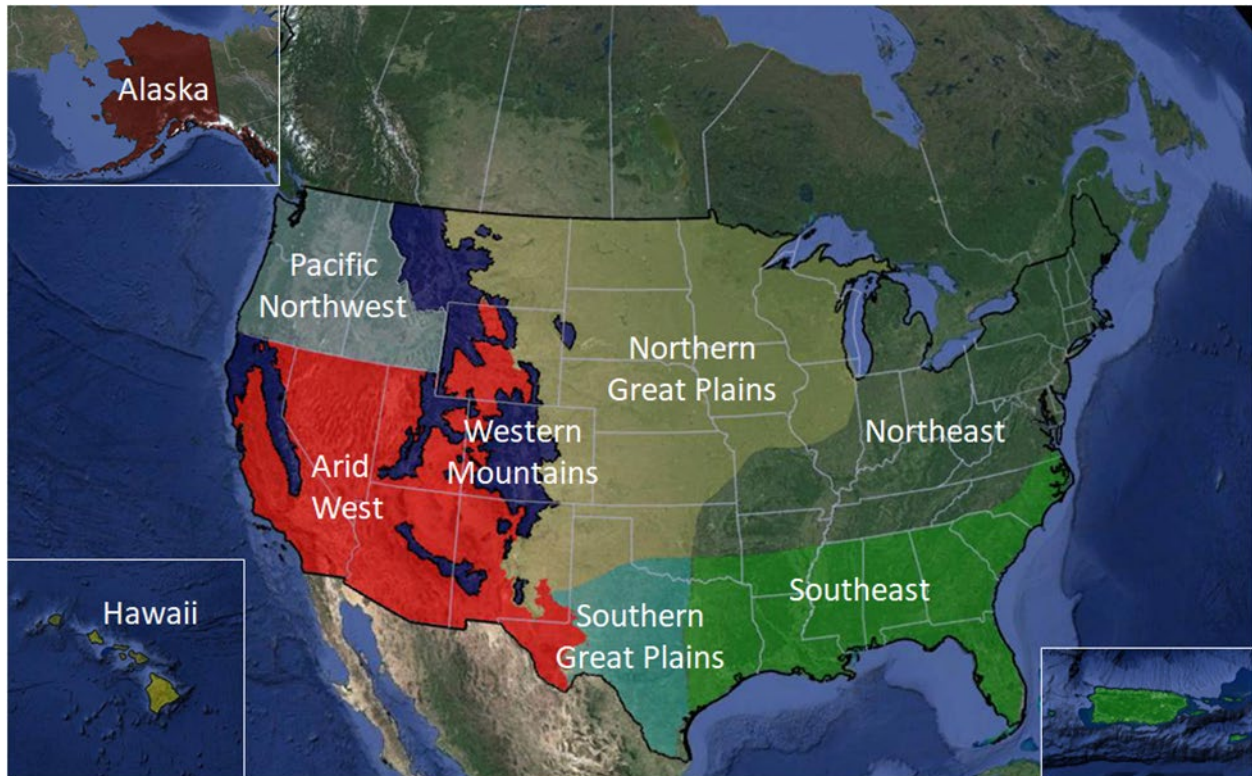 Alaska
Pacific
Northwest
Northern
Great Plains
Northeast
Western
Mountains
Arid
West
Southeast
Hawaii
Southern
Great Plains